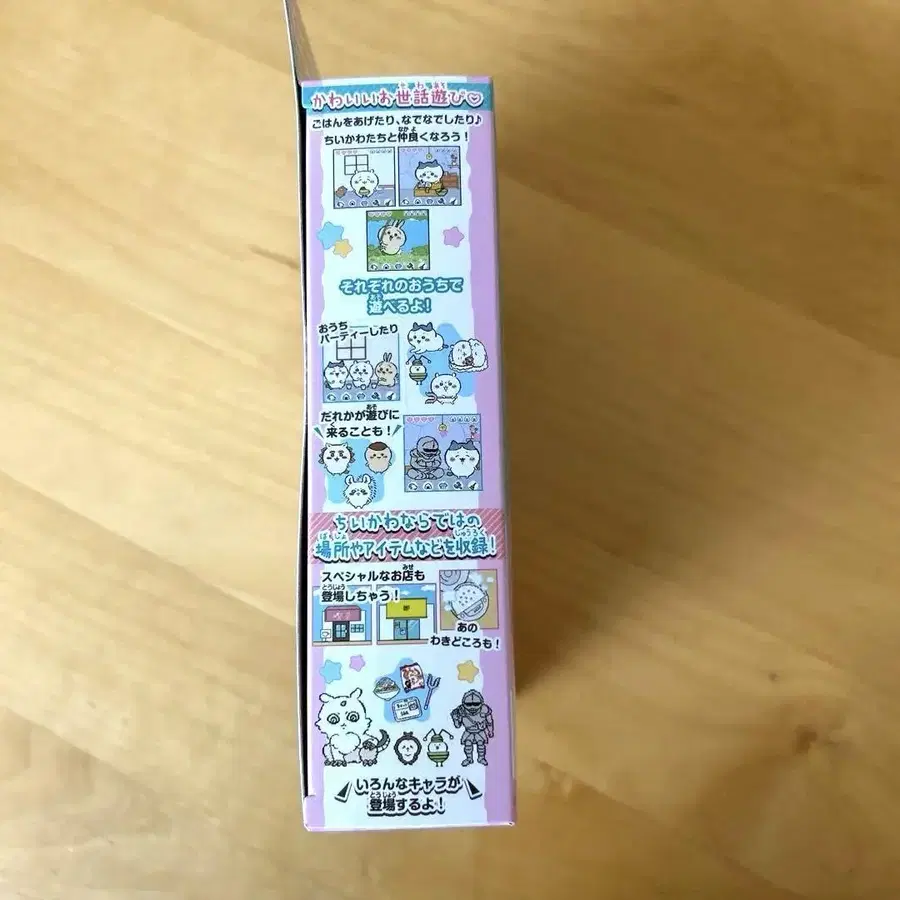 かわいいお世話遊び♡
ごはんをあげたり、なでなでしたり♪
ちいかわたちと仲良くなろう！
それぞれのおうちで
遊べるよ！
おうち
パーティーしたり
だれかが遊びに
来ることも！
ちいかわならではの
場所やアイテムなどを収録！
スペシャルなお店も
登場しちゃう！
あの
わきどころも！
いろんなキャラが
登場するよ！